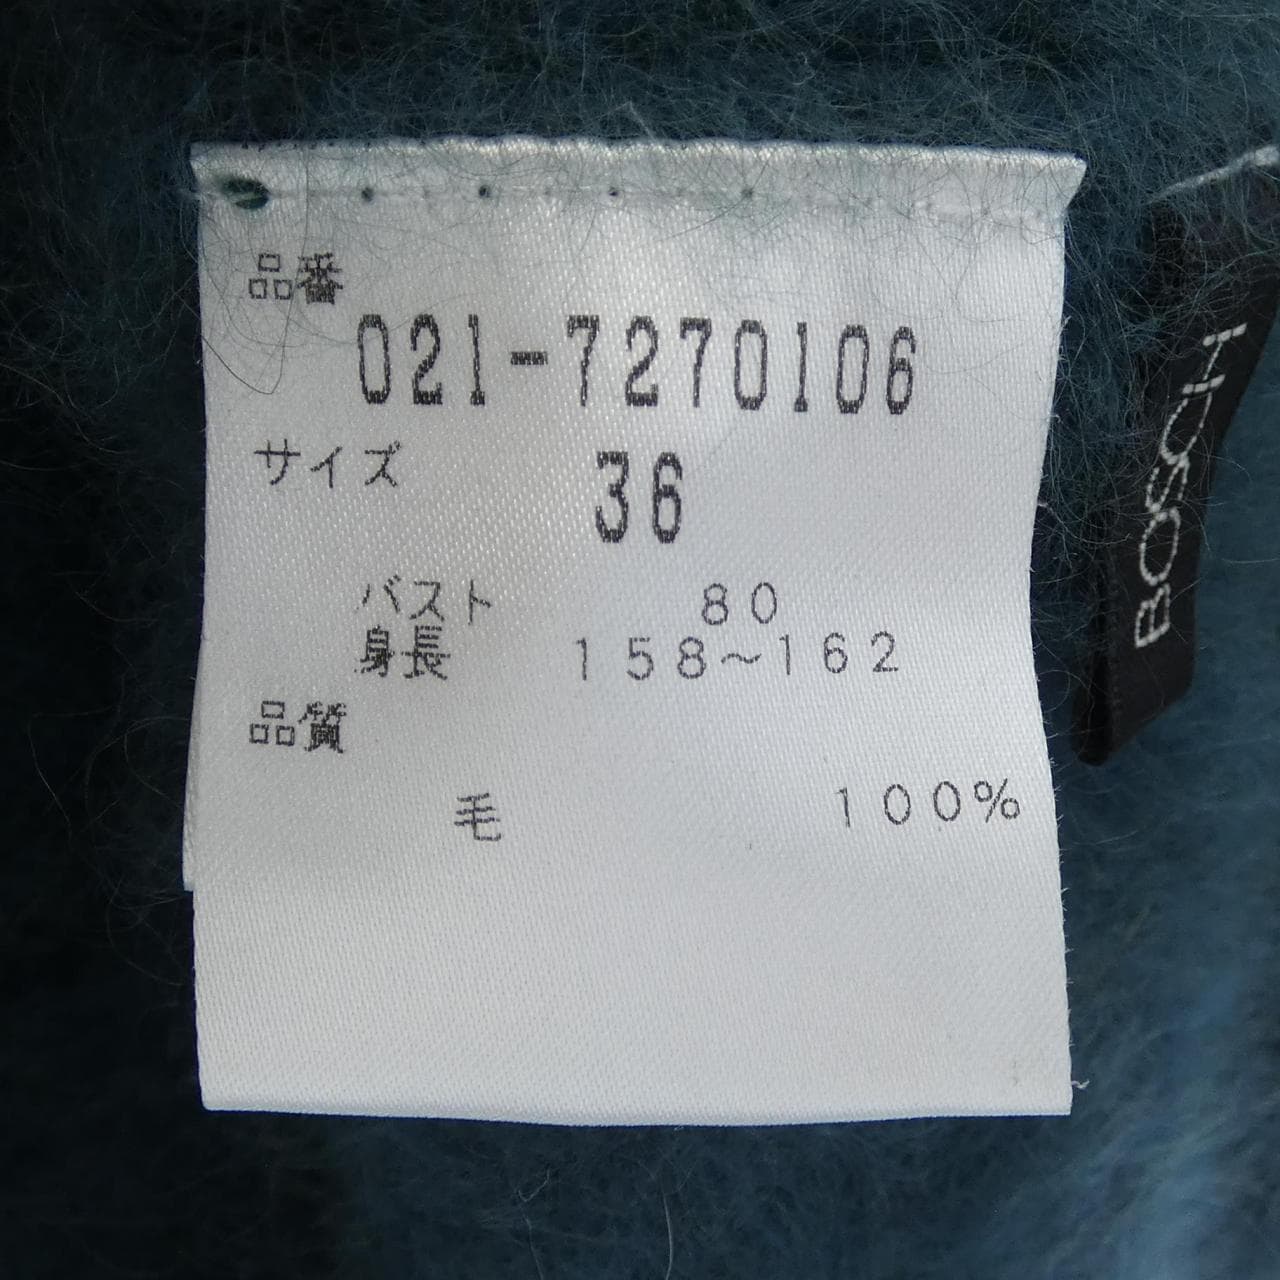 品番
021-7270106
サイズ 36
バスト 80
身長 158～162
品質
毛 100%
BOSCH